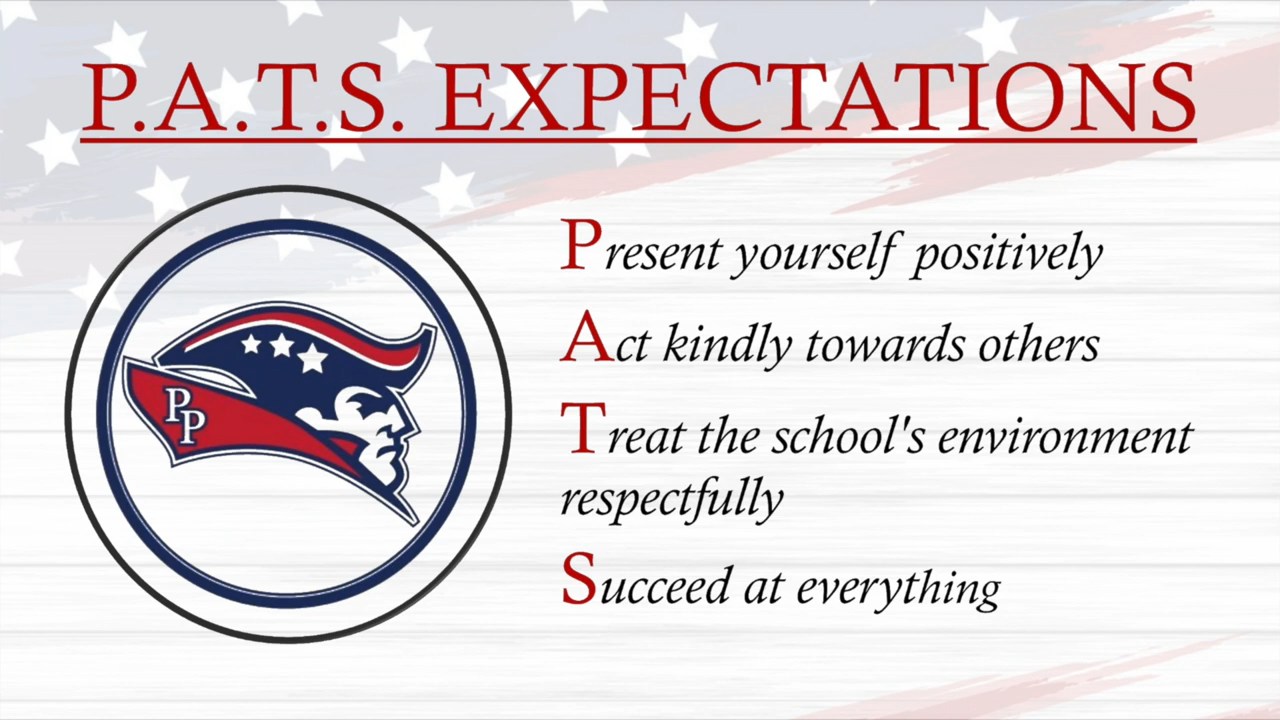 P.A.T.S. EXPECTATIONS
Present yourself positively
Act kindly towards others
Treat the school's environment
respectfully
Succeed at everything
PP